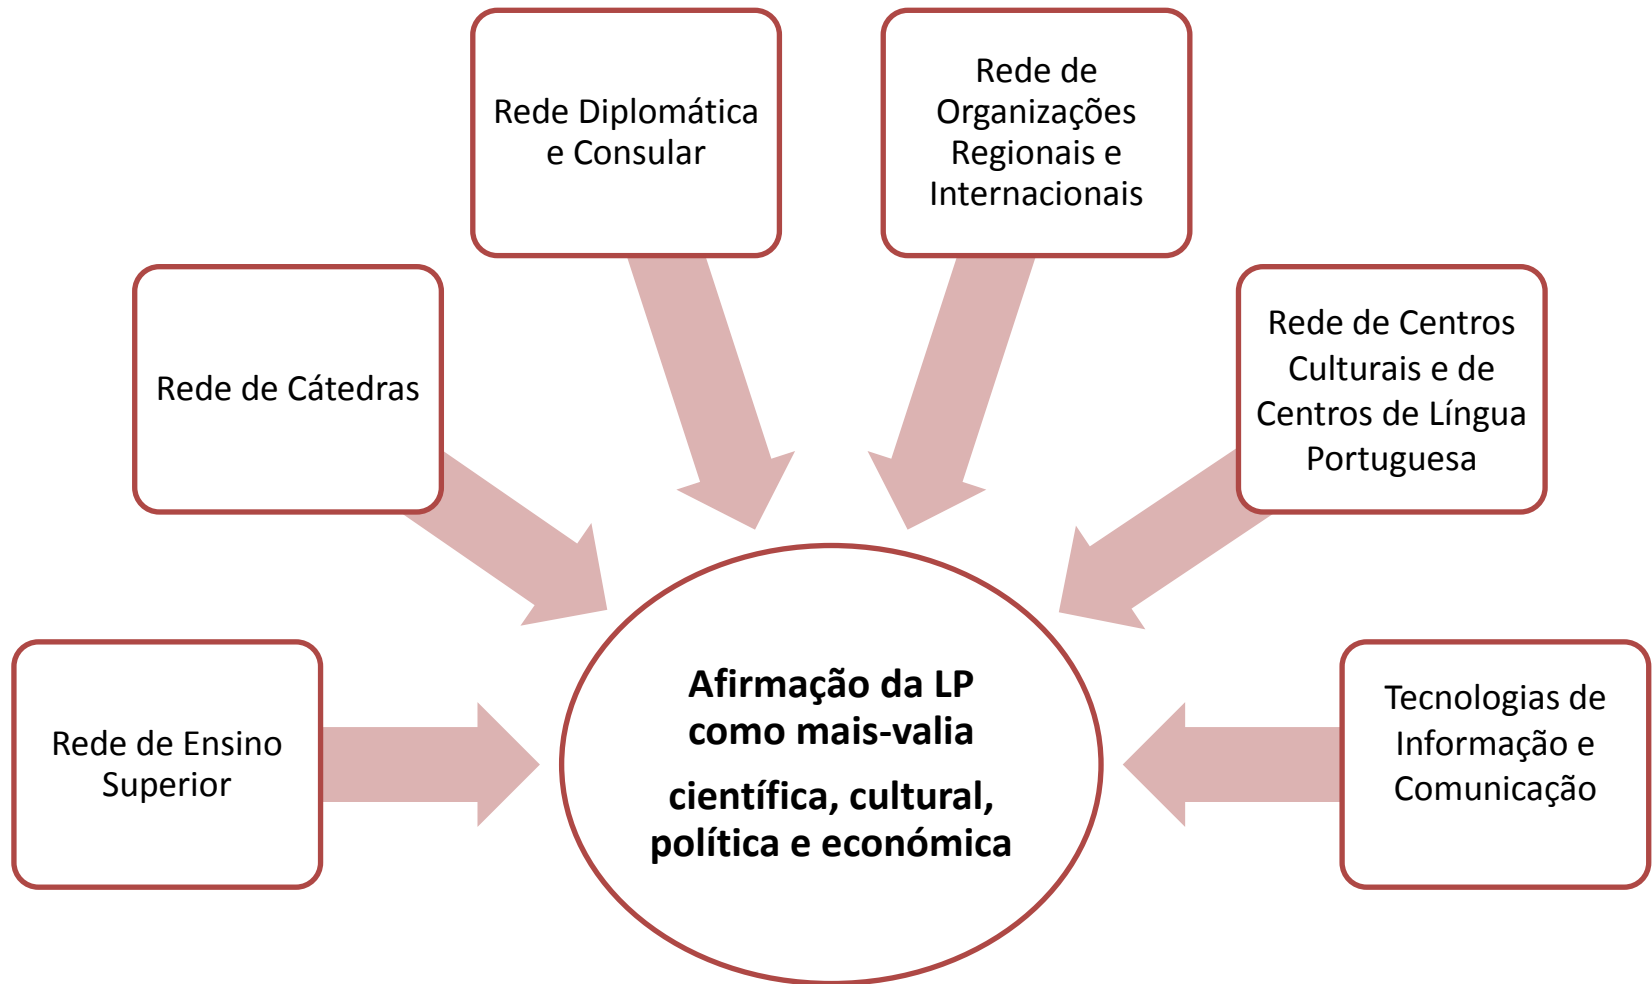 Rede Diplomática
e Consular
Rede de
Organizações
Regionais e
Internacionais
Rede de Cátedras
Rede de Centros
Culturais e de
Centros de Língua
Portuguesa
Rede de Ensino
Superior
Afirmação da LP
como mais-valia
científica, cultural,
política e económica
Tecnologias de
Informação e
Comunicação